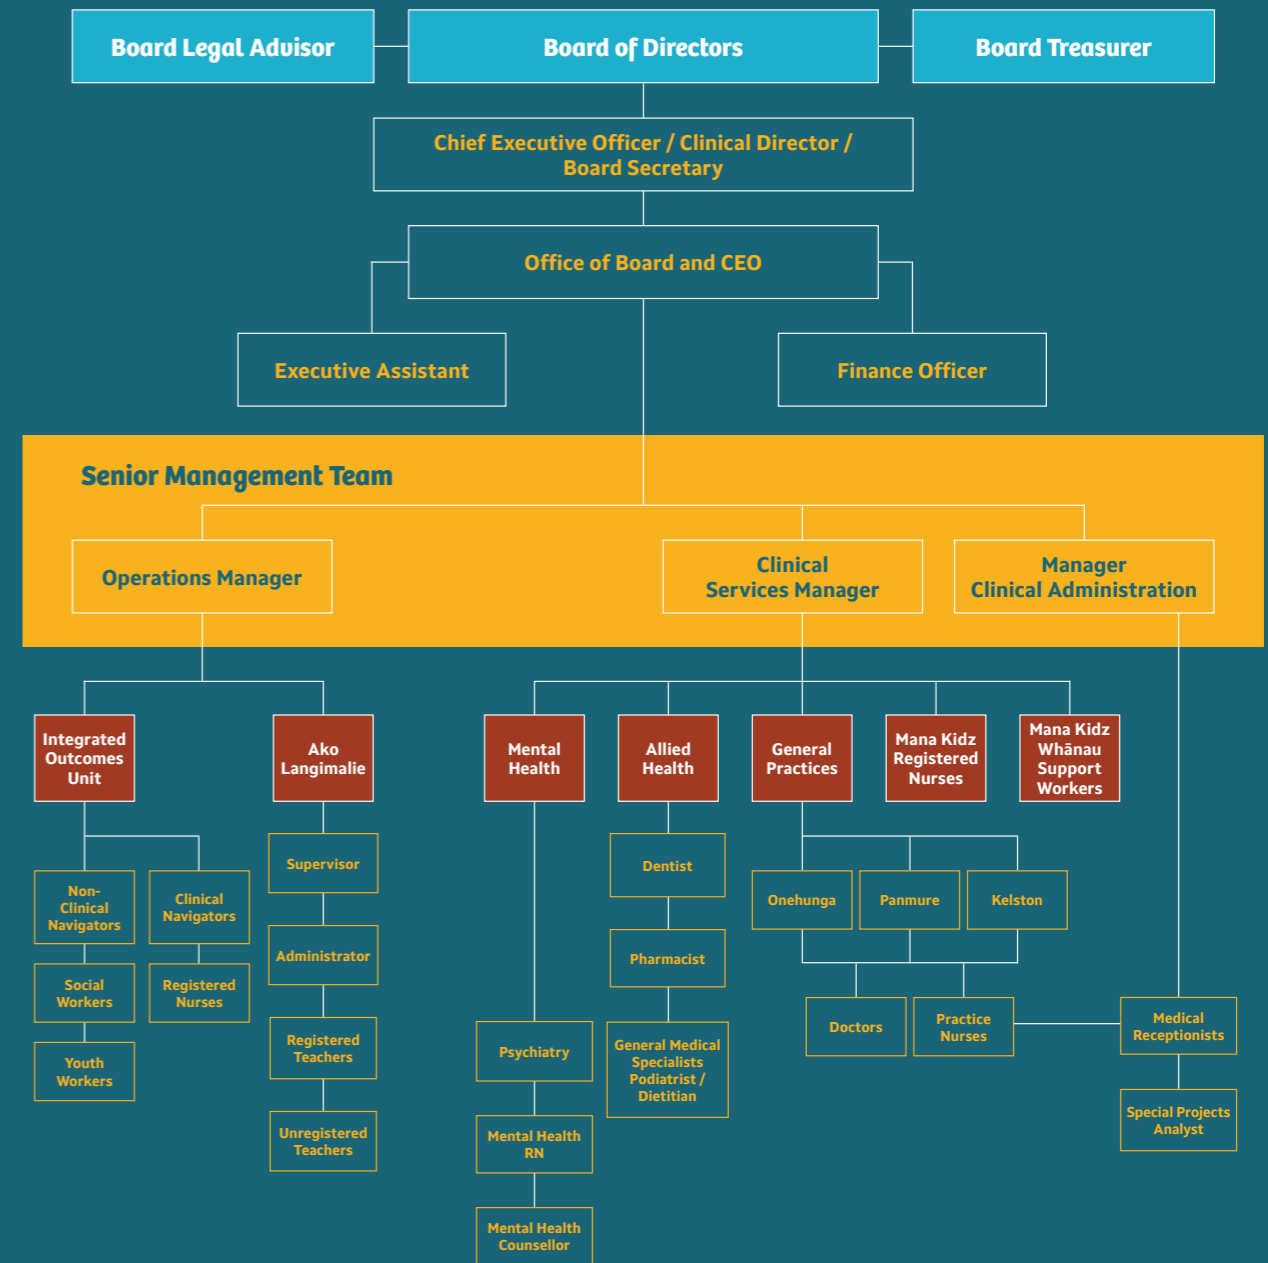 Board Legal Advisor
Board of Directors
Board Treasurer
Chief Executive Officer / Clinical Director /
Board Secretary
Office of Board and CEO
Executive Assistant
Finance Officer
Senior Management Team
Operations Manager
Clinical
Services Manager
Manager
Clinical Administration
Integrated
Outcomes
Unit
Ako
Langimalie
Mental
Health
Allied
Health
General
Practices
Mana Kidz
Registered
Nurses
Mana Kidz
Whānau
Support
Workers
Non-
Clinical
Navigators
Clinical
Navigators
Social
Workers
Registered
Nurses
Youth
Workers
Supervisor
Administrator
Registered
Teachers
Unregistered
Teachers
Psychiatry
Mental Health
RN
Mental Health
Counsellor
Dentist
Pharmacist
General Medical
Specialists
Podiatrist /
Dietitian
Onehunga
Panmure
Kelston
Doctors
Practice
Nurses
Medical
Receptionists
Special Projects
Analyst